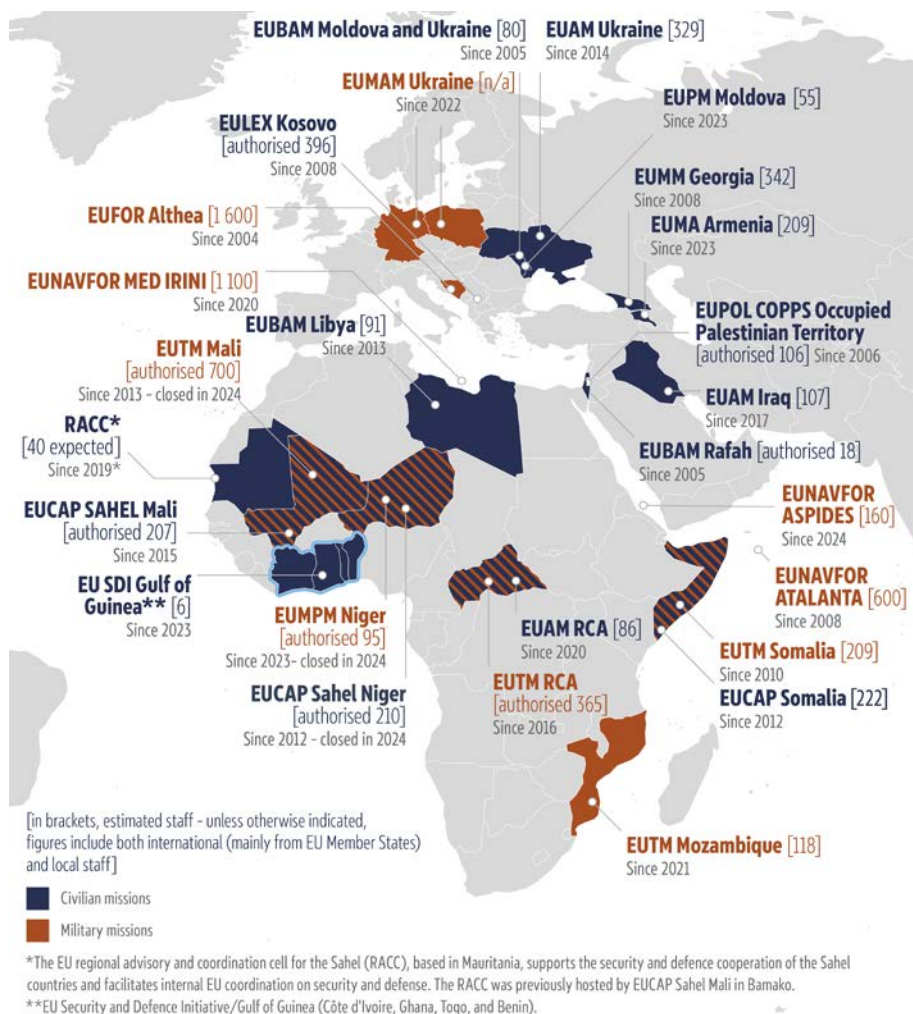 EUBAM Moldova and Ukraine [80]
Since 2005
EUAM Ukraine [329]
Since 2014
EUMAM Ukraine [n/a]
Since 2022
EUPM Moldova [55]
Since 2023
EULEX Kosovo
[authorised 396]
Since 2008
EUMM Georgia [342]
Since 2008
EUFOR Althea [1 600]
Since 2004
EUMA Armenia [209]
Since 2023
EUNAVFOR MED IRINI [1 100]
Since 2020
EUBAM Libya [91]
Since 2013
EUPOL COPPS Occupied
Palestinian Territory
[authorised 106] Since 2006
EUTM Mali
[authorised 700]
Since 2013 - closed in 2024
EUAM Iraq [107]
Since 2017
RACC*
[40 expected]
Since 2019*
EUBAM Rafah [authorised 18]
Since 2005
EUCAP SAHEL Mali
[authorised 207]
Since 2015
EUNAVFOR
ASPIDES [160]
Since 2024
EU SDI Gulf of
Guinea** [6]
Since 2023
EUNAVFOR
ATALANTA [600]
Since 2008
EUMPM Niger
[authorised 95]
Since 2023- closed in 2024
EUAM RCA [86]
Since 2020
EUTM Somalia [209]
Since 2010
EUCAP Sahel Niger
[authorised 210]
Since 2012 - closed in 2024
EUTM RCA
[authorised 365]
Since 2016
EUCAP Somalia [222]
Since 2012
EUTM Mozambique [118]
Since 2021
[in brackets, estimated staff - unless otherwise indicated,
figures include both international (mainly from EU Member States)
and local staff]
Civilian missions
Military missions
*The EU regional advisory and coordination cell for the Sahel (RACC), based in Mauritania, supports the security and defence cooperation of the Sahel
countries and facilitates internal EU coordination on security and defense. The RACC was previously hosted by EUCAP Sahel Mali in Bamako.
**EU Security and Defence Initiative/Gulf of Guinea (Côte d'Ivoire, Ghana, Togo, and Benin).